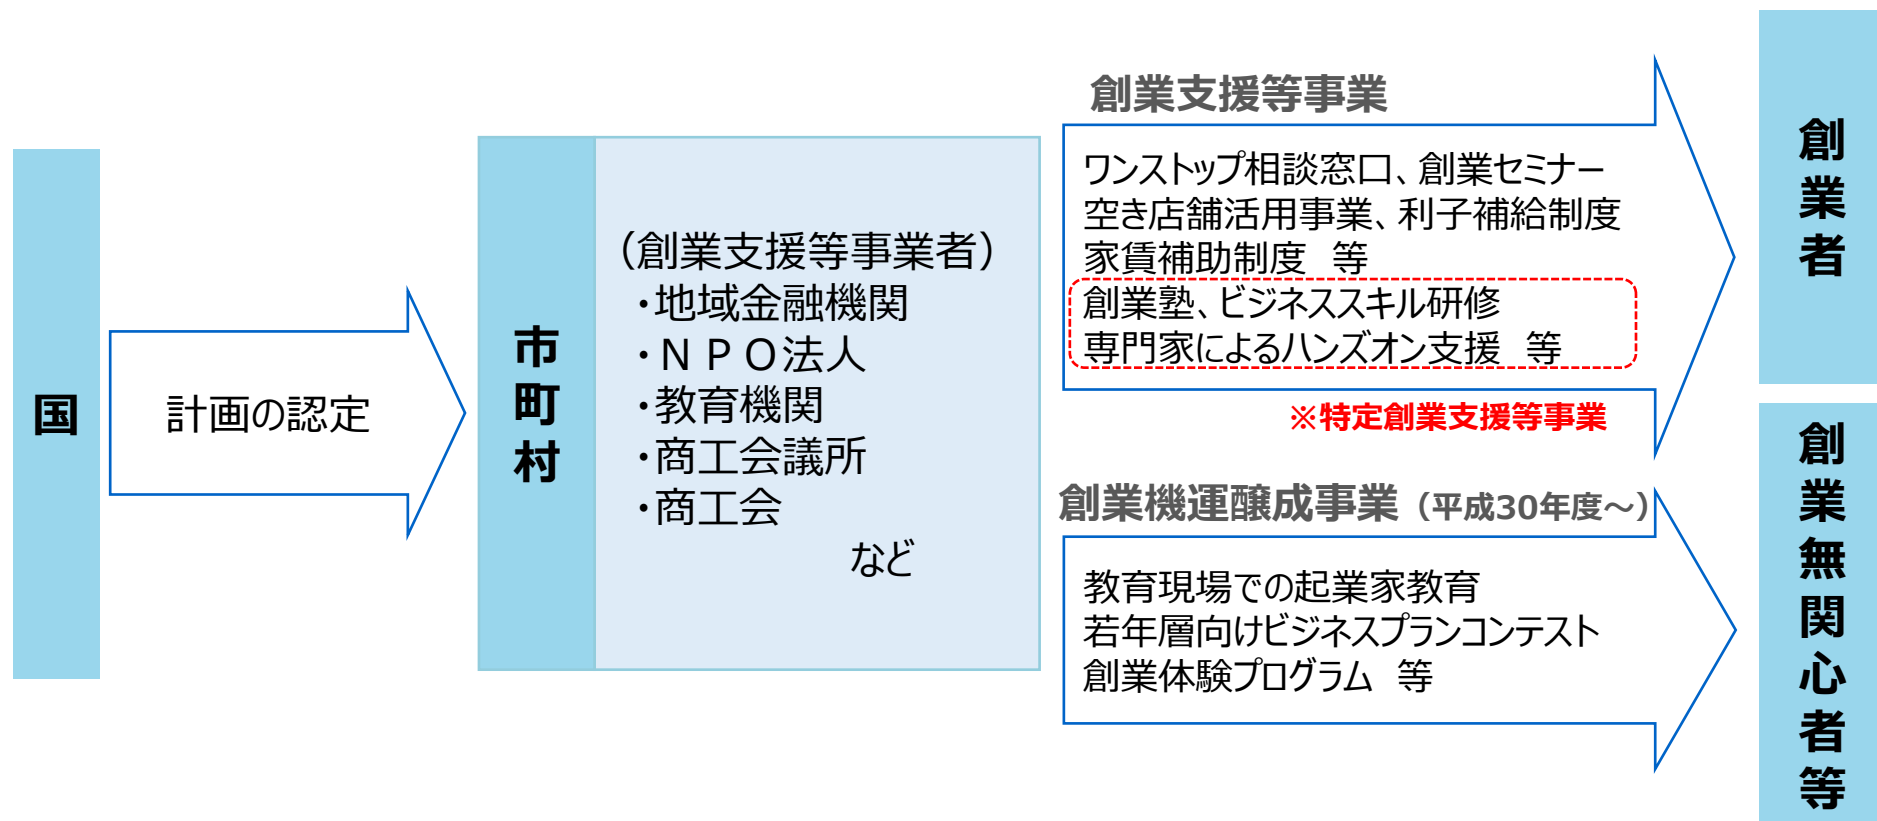 国
計画の認定
市町村
（創業支援等事業者）
・地域金融機関
・ＮＰＯ法人
・教育機関
・商工会議所
・商工会
など
創業支援等事業
ワンストップ相談窓口、創業セミナー
空き店舗活用事業、利子補給制度
家賃補助制度　等
創業塾、ビジネススキル研修
専門家によるハンズオン支援　等
※特定創業支援等事業
創業機運醸成事業（平成30年度～）
教育現場での起業家教育
若年層向けビジネスプランコンテスト
創業体験プログラム　等
創業者
創業無関心者等